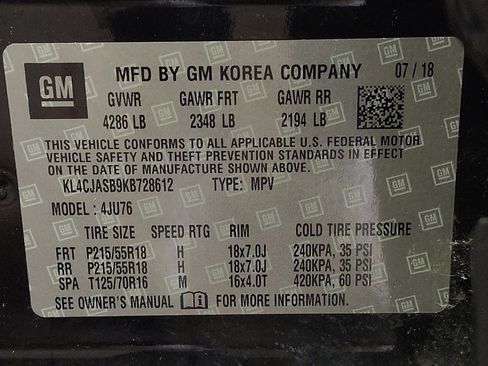 GM MFD BY GM KOREA COMPANY 07 / 18
GVWR GAWR FRT GAWR RR
4286 LB 2348 LB 2194 LB
THIS VEHICLE CONFORMS TO ALL APPLICABLE U.S. FEDERAL MOTOR
VEHICLE SAFETY AND THEFT PREVENTION STANDARDS IN EFFECT
ON THE DATE OF MANUFACTURE SHOWN ABOVE.
KL4CJASB9KB728612 TYPE: MPV
MODEL : 4JU76
TIRE SIZE SPEED RTG RIM COLD TIRE PRESSURE
FRT P215/55R18 H 18x7.0J 240KPA, 35 PSI
RR P215/55R18 H 18x7.0J 240KPA, 35 PSI
SPA T125/70R16 M 16x4.0T 420KPA, 60 PSI
SEE OWNER'S MANUAL FOR MORE INFORMATION.